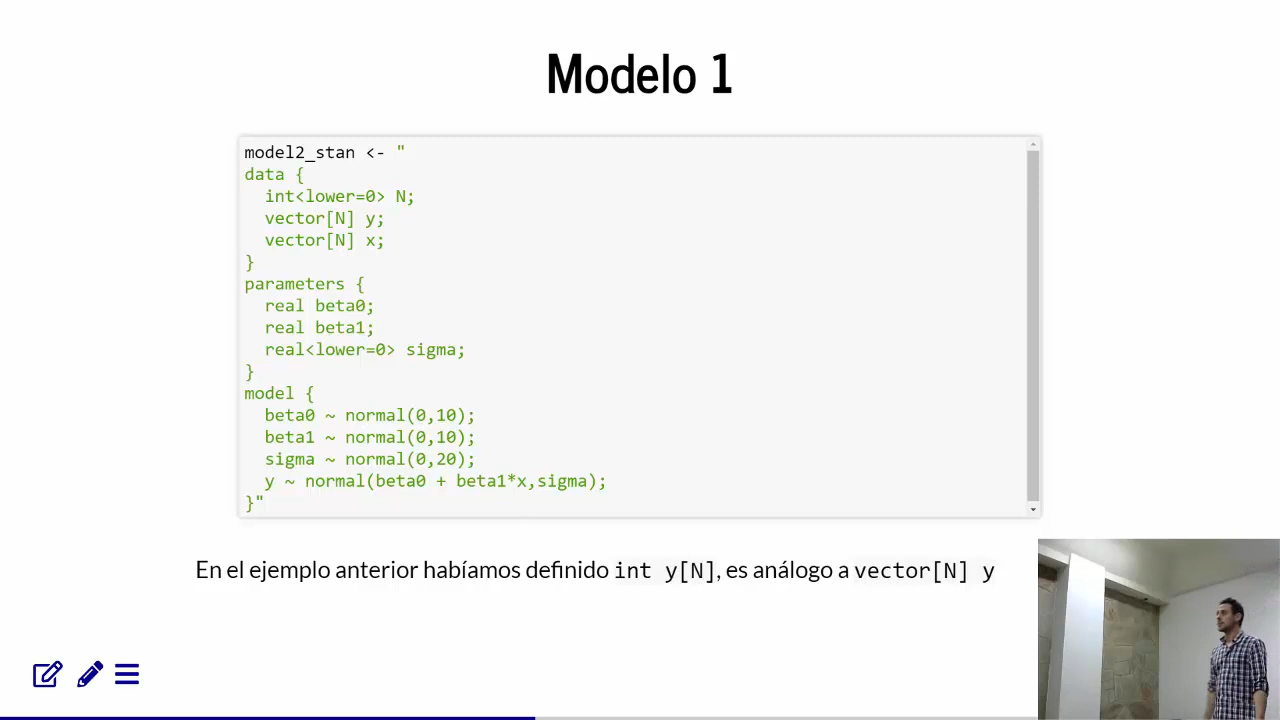 Modelo 1
model2_stan <- "
data {
  int<lower=0> N;
  vector[N] y;
  vector[N] x;
}
parameters {
  real beta0;
  real beta1;
  real<lower=0> sigma;
}
model {
  beta0 ~ normal(0,10);
  beta1 ~ normal(0,10);
  sigma ~ normal(0,20);
  y ~ normal(beta0 + beta1*x,sigma);
}"
En el ejemplo anterior habíamos definido int y[N], es análogo a vector[N] y